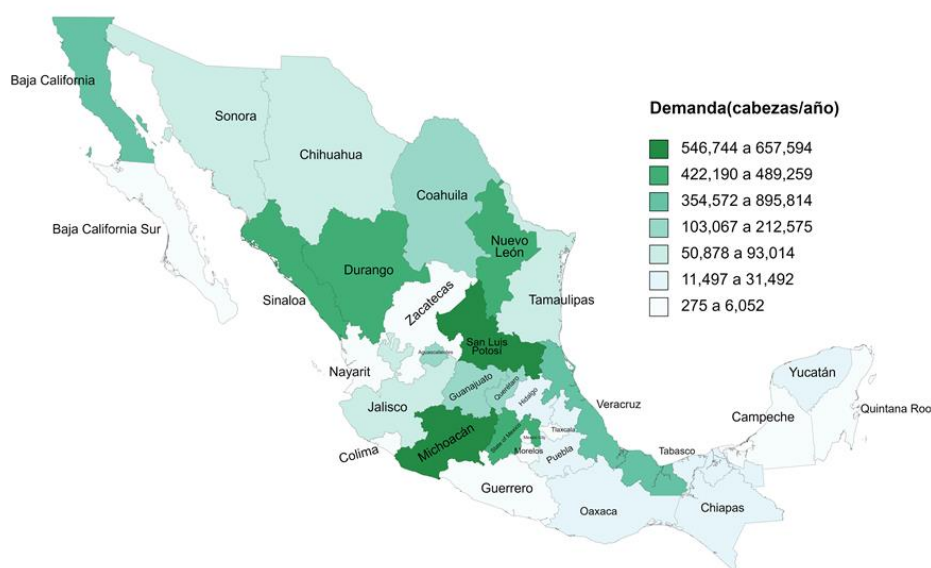 Baja California
Sonora
Chihuahua
Coahuila
Baja California Sur
Nuevo
León
Durango
Sinaloa
Zacatecas
Tamaulipas
San Luis
Potosí
Aguascalientes
Nayarit
Guanajuato
Querétaro
Hidalgo
Jalisco
Veracruz
Yucatán
Campeche
Quintana Roo
Colima
Michoacán
State of Mexico
Mexico City
Tlaxcala
Morelos
Puebla
Tabasco
Guerrero
Oaxaca
Chiapas
Demanda(cabezas/año)
546,744 a 657,594
422,190 a 489,259
354,572 a 895,814
103,067 a 212,575
50,878 a 93,014
11,497 a 31,492
275 a 6,052